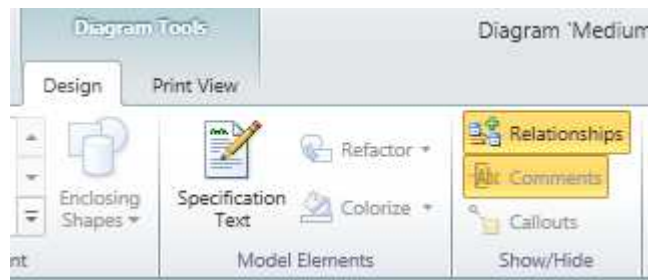 Diagram Tools
Diagram 'Medium
Design
Print View
Enclosing
Shapes
Specification
Text
Refactor
Colorize
Relationships
Abc Comments
Callouts
nt
Model Elements
Show/Hide